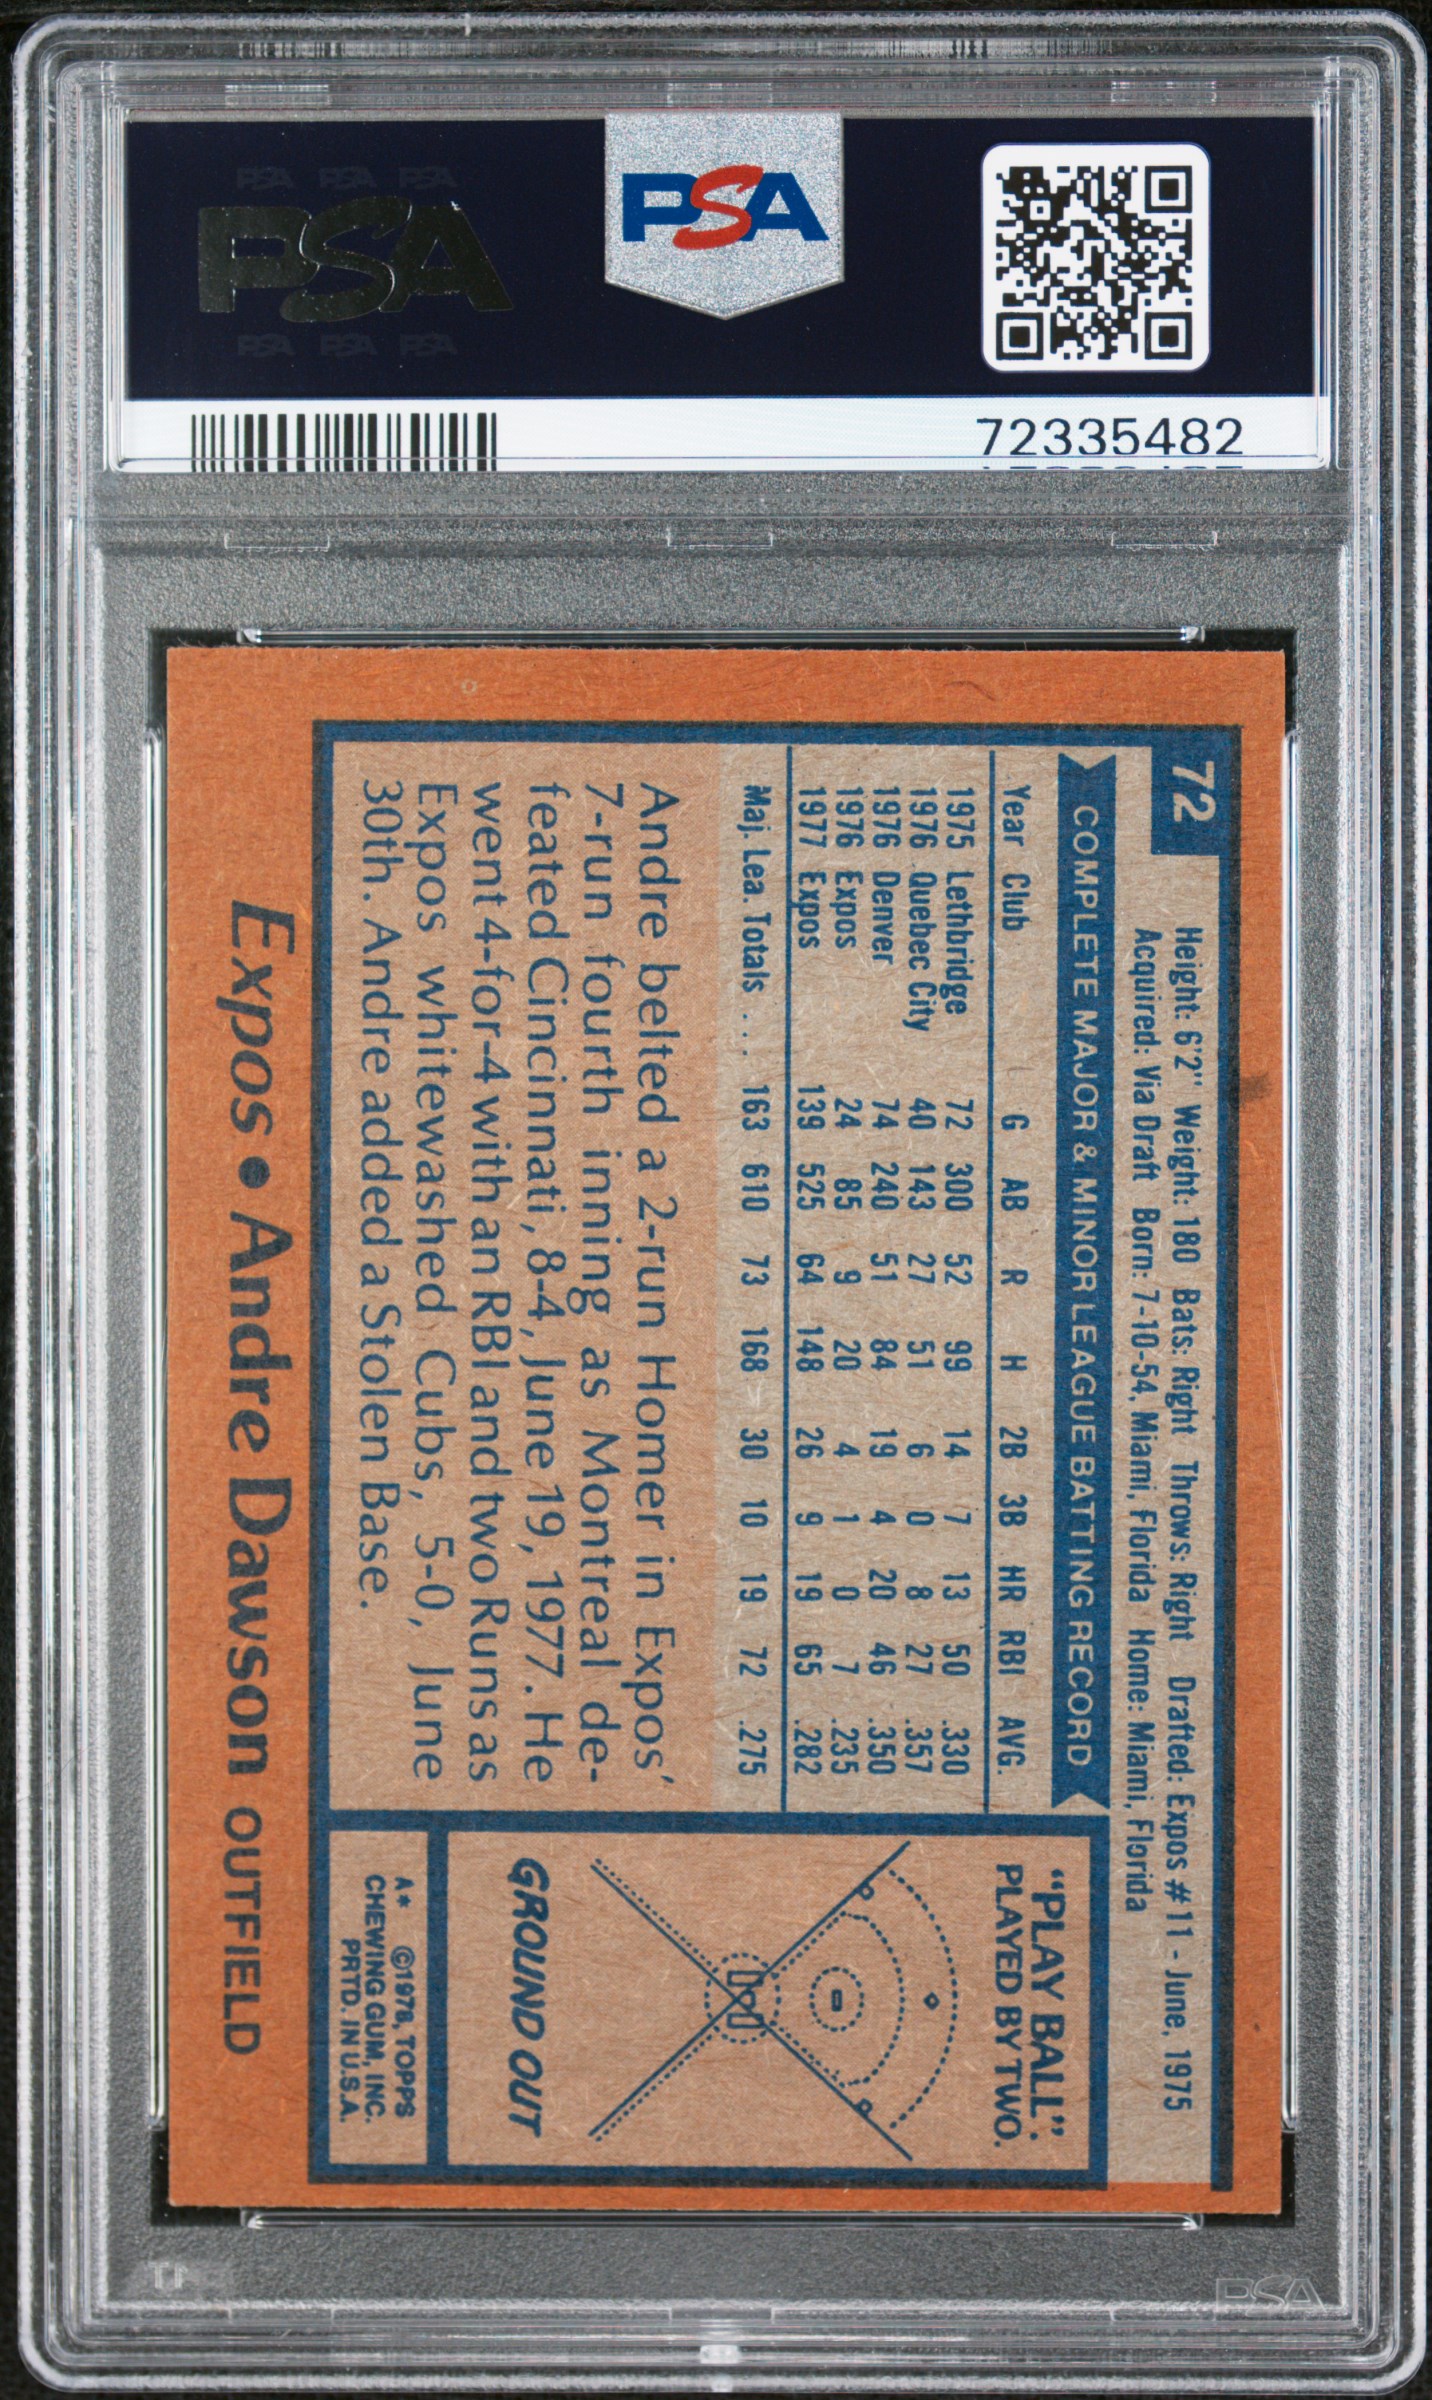 PSA PSA PSA
PSA
PSA PSA PSA
PSA
72335482
72
Height: 6'2" Weight: 180 Bats: Right Throws: Right Drafted: Expos #11 - June, 1975
Acquired: Via Draft Born: 7-10-54, Miami, Florida Home: Miami, Florida
COMPLETE MAJOR & MINOR LEAGUE BATTING RECORD
Year Club G AB R H 2B 3B HR RBI AVG.
1975 Lethbridge 72 300 52 99 14 7 13 50 .330
1976 Quebec City 40 143 27 51 6 0 8 27 .357
1976 Denver 74 240 51 84 19 4 20 46 .350
1976 Expos 24 85 9 20 4 1 0 7 .235
1977 Expos 139 525 64 148 26 9 19 65 .282
Maj. Lea. Totals ... 163 610 73 168 30 10 19 72 .275
Andre belted a 2-run Homer in Expos'
7-run fourth inning as Montreal de-
feated Cincinnati, 8-4, June 19, 1977. He
went 4-for-4 with an RBI and two Runs as
Expos whitewashed Cubs, 5-0, June
30th. Andre added a Stolen Base.
"PLAY BALL".
PLAYED BY TWO.
GROUND OUT
A* ©1978, TOPPS
CHEWING GUM, INC.
PRTD. IN U.S.A.
Expos • Andre Dawson OUTFIELD
PSA